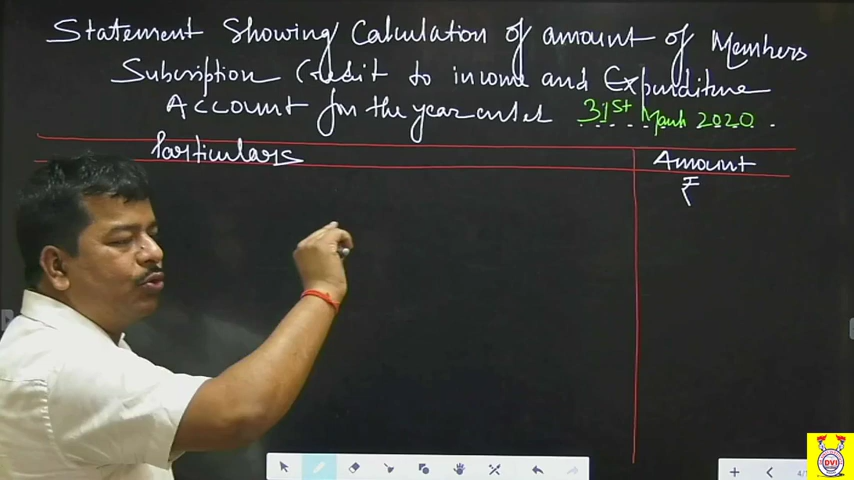 Statement Showing Calculation of amount of Members
Subscription Credit to income and Expenditure
Account for the year ended 31st March 2020
Particulars
Amount
₹
DVI